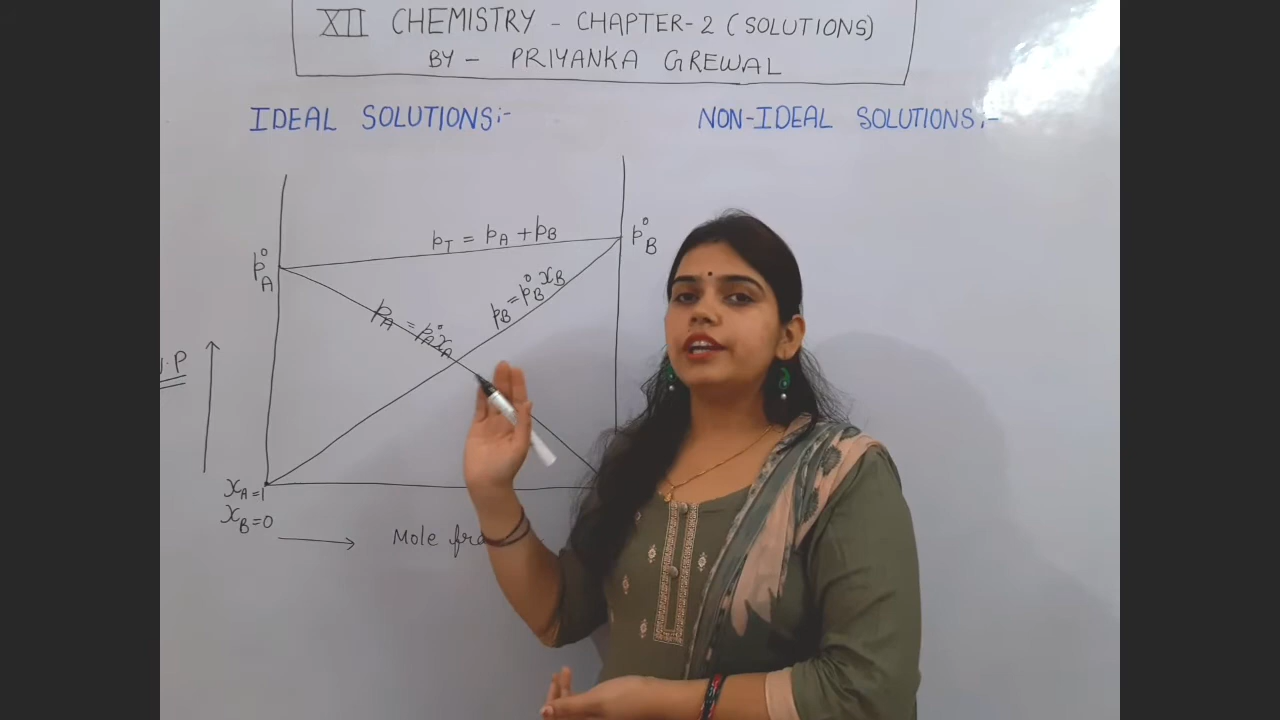 XII CHEMISTRY - CHAPTER-2 (SOLUTIONS)
BY - PRIYANKA GREWAL
IDEAL SOLUTIONS:-
NON-IDEAL SOLUTIONS:-
p°A
pT = pA + pB
p°B
pB = p°B xB
pA = p°A xA
.P
xA = 1
xB = 0
Mole